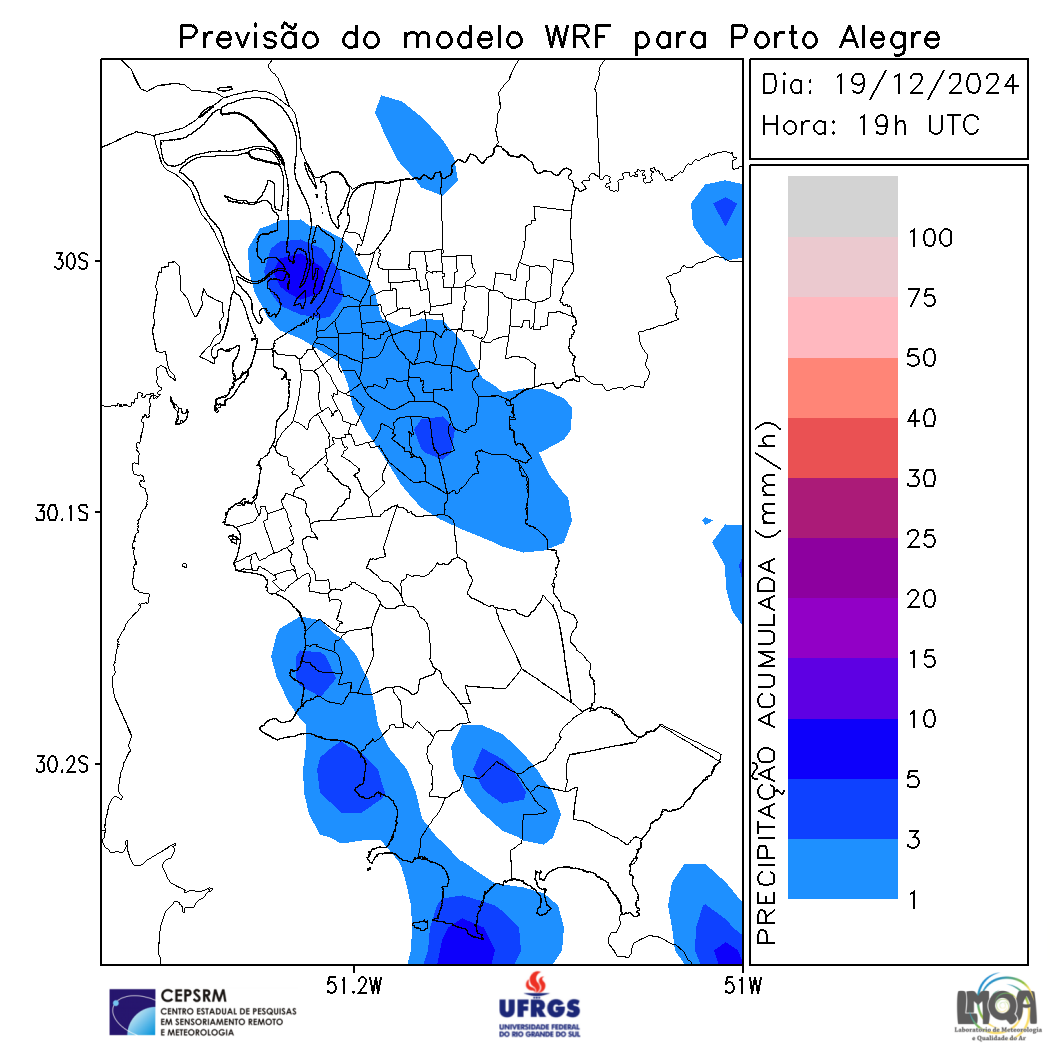 Previsão do modelo WRF para Porto Alegre
Dia: 19/12/2024
Hora: 19h UTC
30S
30.1S
30.2S
51.2W
51W
PRECIPITAÇÃO ACUMULADA (mm/h)
100
75
50
40
30
25
20
15
10
5
3
1
CEPSRM
CENTRO ESTADUAL DE PESQUISAS
EM SENSORIAMENTO REMOTO
E METEOROLOGIA
UFRGS
UNIVERSIDADE FEDERAL
DO RIO GRANDE DO SUL
LMQA
Laboratório de Meteorologia
e Qualidade do Ar